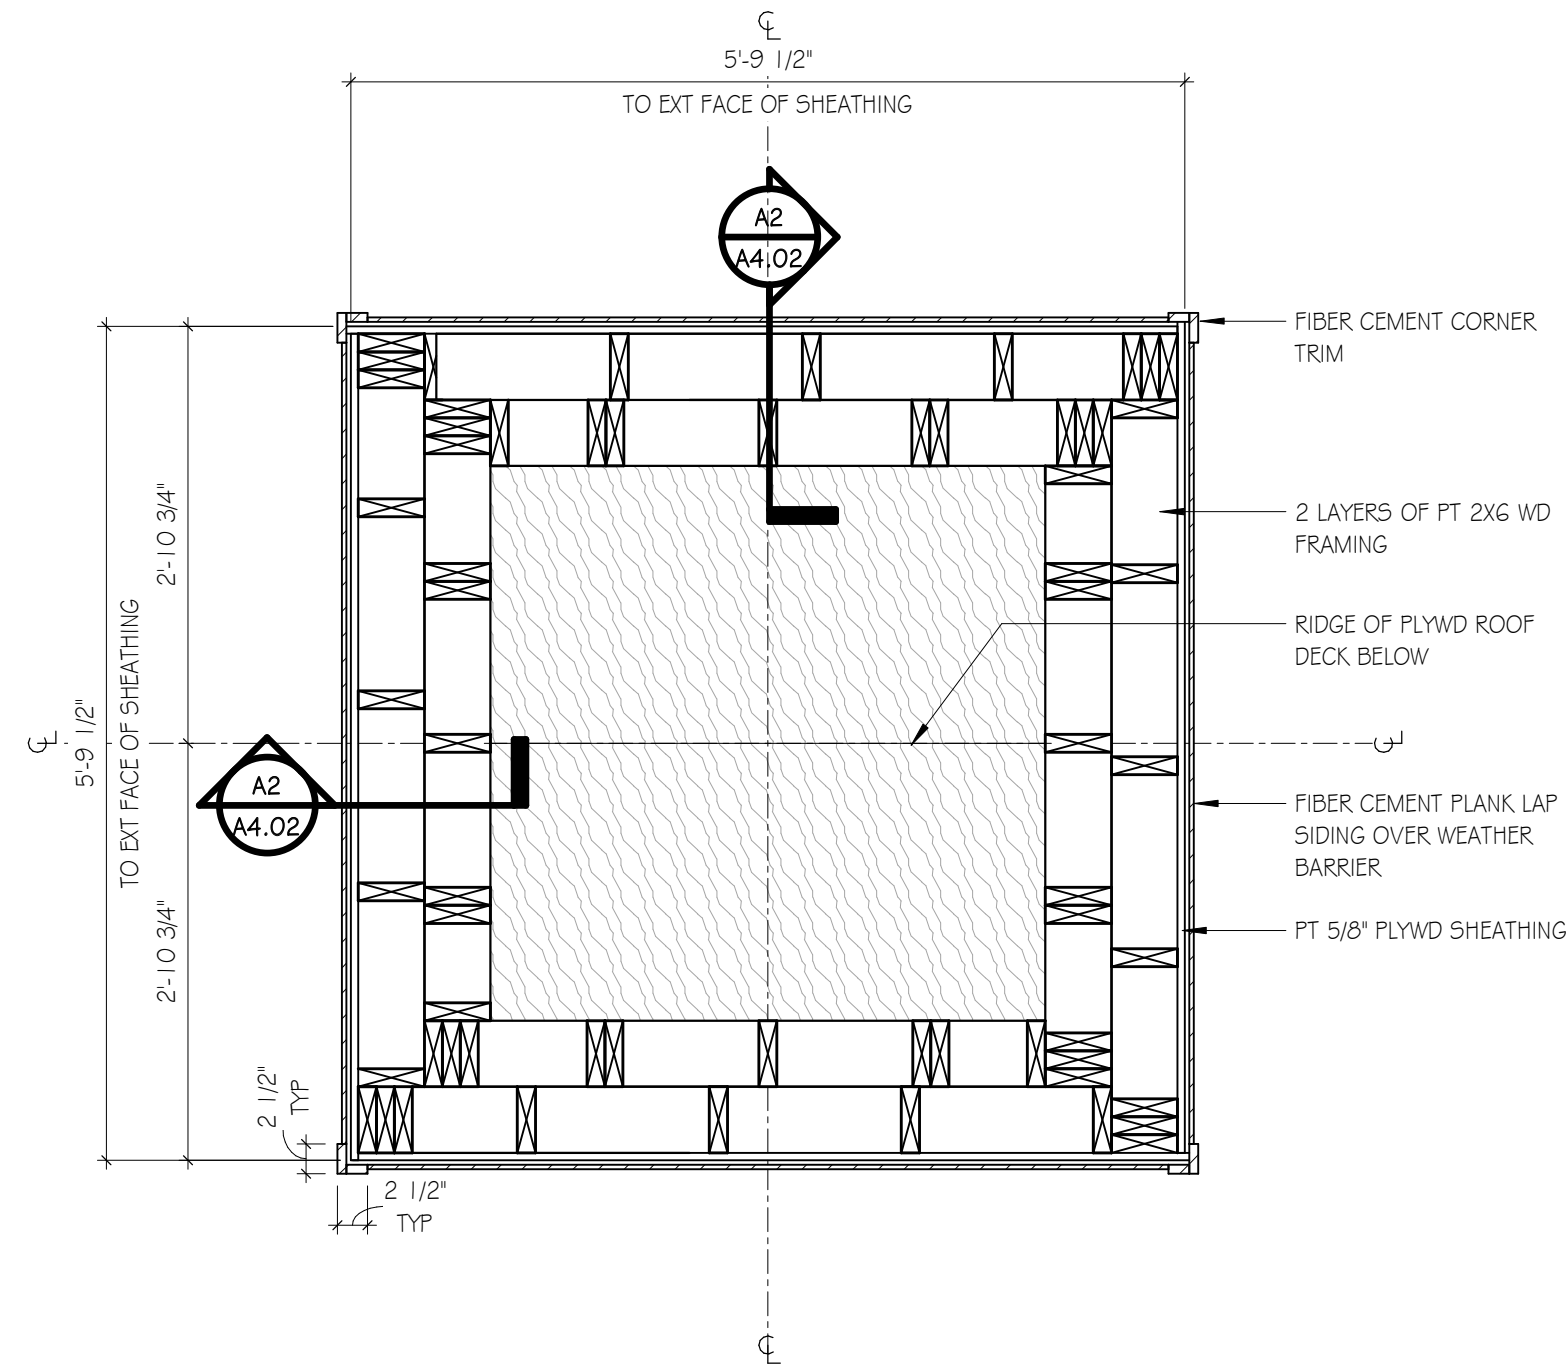 ℄
5'-9 1/2"
TO EXT FACE OF SHEATHING
A2
A4.02
FIBER CEMENT CORNER
TRIM
2 LAYERS OF PT 2X6 WD
FRAMING
RIDGE OF PLYWD ROOF
DECK BELOW
2'-10 3/4"
TO EXT FACE OF SHEATHING
5'-9 1/2"
℄
℄
A2
A4.02
FIBER CEMENT PLANK LAP
SIDING OVER WEATHER
BARRIER
2'-10 3/4"
PT 5/8" PLYWD SHEATHING
2 1/2"
TYP
2 1/2"
TYP
℄